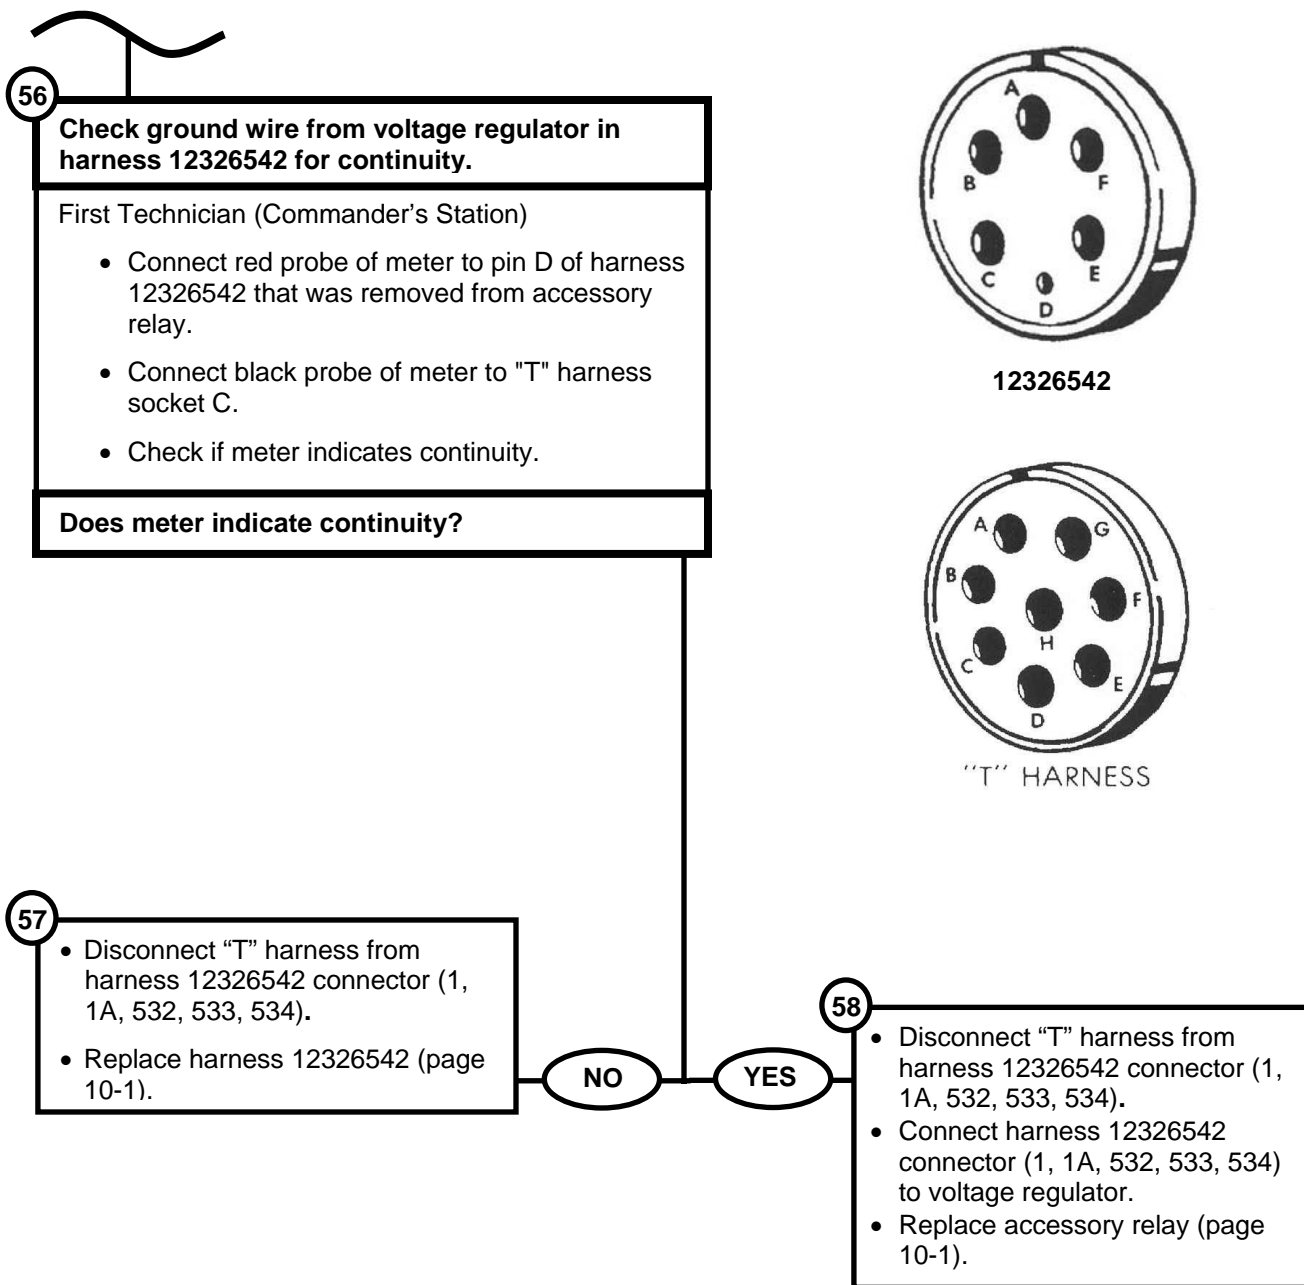 56
Check ground wire from voltage regulator in
harness 12326542 for continuity.
First Technician (Commander’s Station)
• Connect red probe of meter to pin D of harness
12326542 that was removed from accessory
relay.
• Connect black probe of meter to "T" harness
socket C.
• Check if meter indicates continuity.
Does meter indicate continuity?
A
B
F
C
E
D
12326542
A
G
B
F
H
C
E
D
"T" HARNESS
57
• Disconnect “T” harness from
harness 12326542 connector (1,
1A, 532, 533, 534).
• Replace harness 12326542 (page
10-1).
NO
YES
58
• Disconnect “T” harness from
harness 12326542 connector (1,
1A, 532, 533, 534).
• Connect harness 12326542
connector (1, 1A, 532, 533, 534)
to voltage regulator.
• Replace accessory relay (page
10-1).